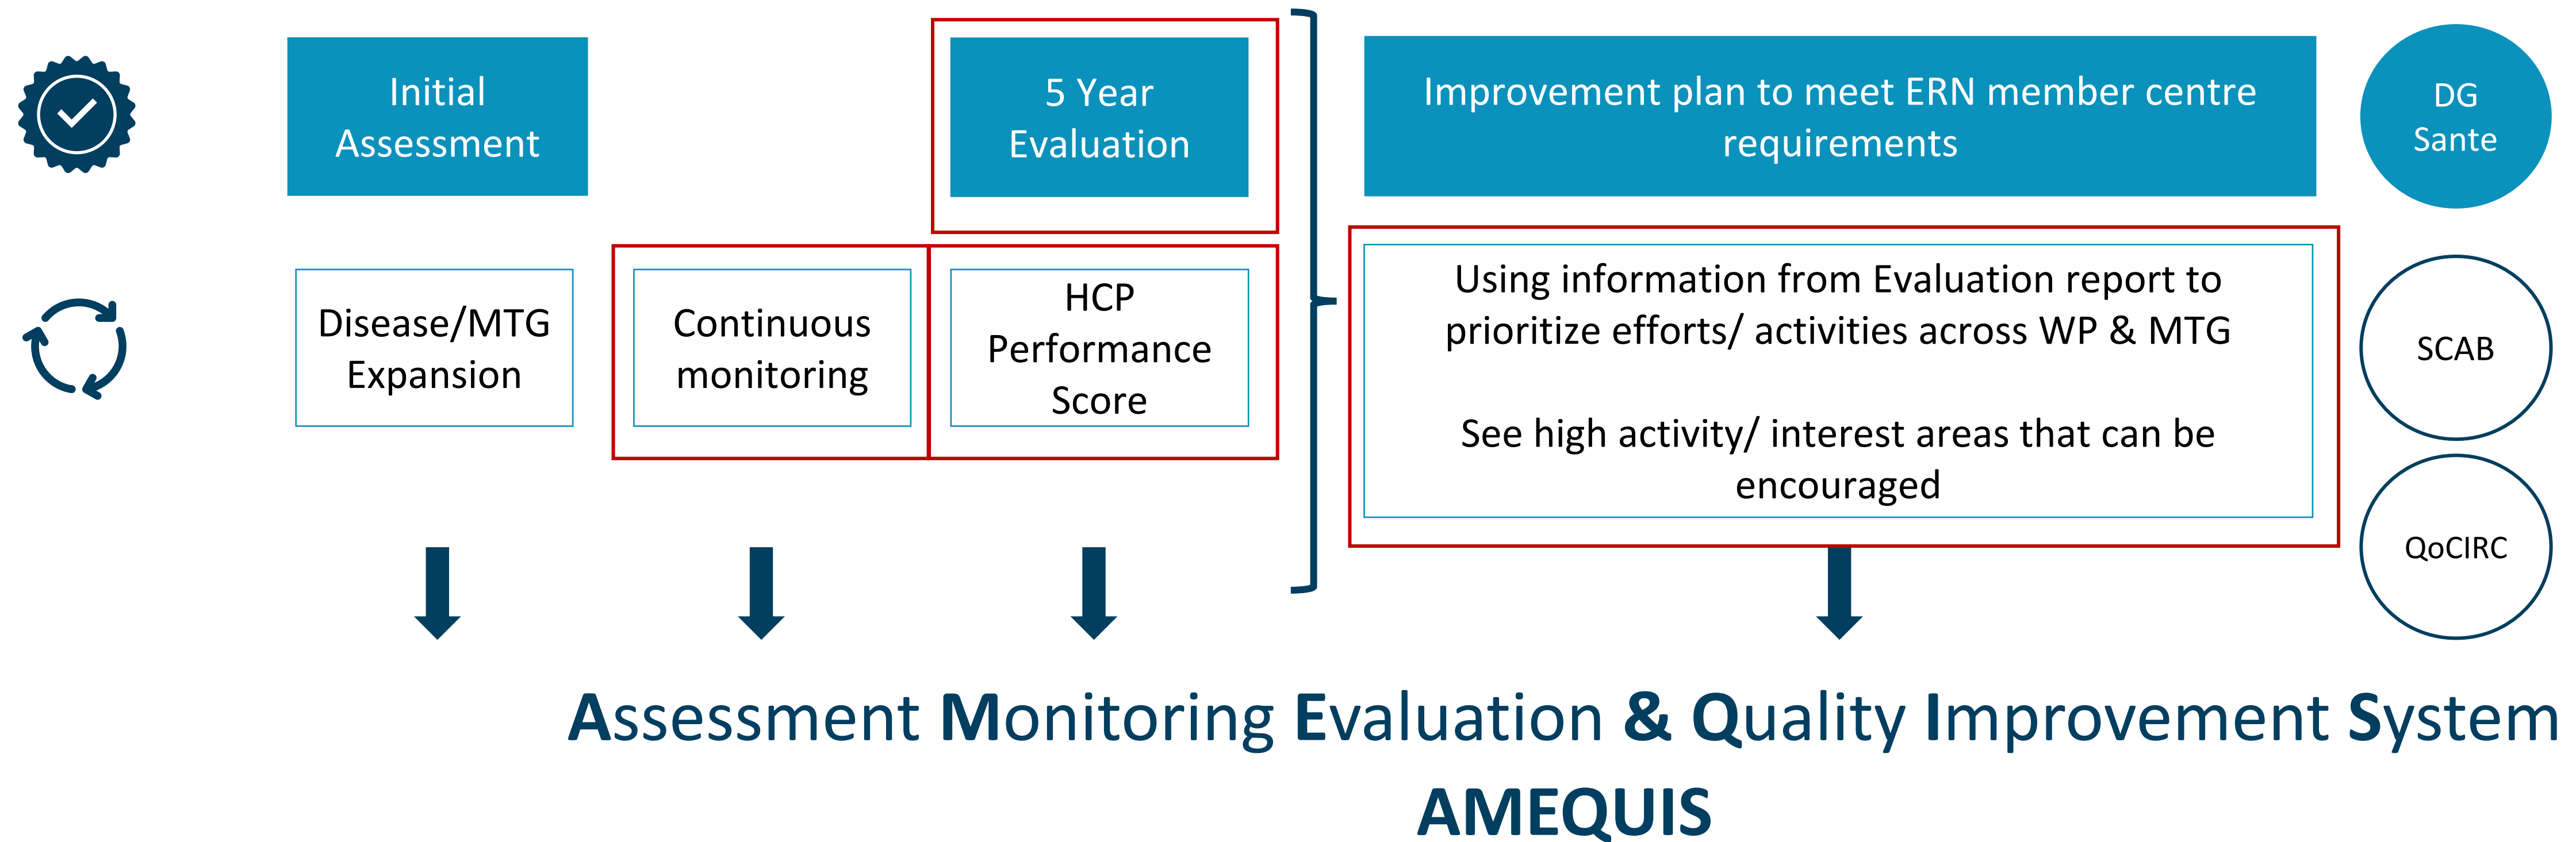 Initial
Assessment
5 Year
Evaluation
Improvement plan to meet ERN member centre
requirements
DG
Sante
Disease/MTG
Expansion
Continuous
monitoring
HCP
Performance
Score
Using information from Evaluation report to
prioritize efforts/ activities across WP & MTG
See high activity/ interest areas that can be
encouraged
SCAB
QoCIRC
Assessment Monitoring Evaluation & Quality Improvement System
AMEQUIS